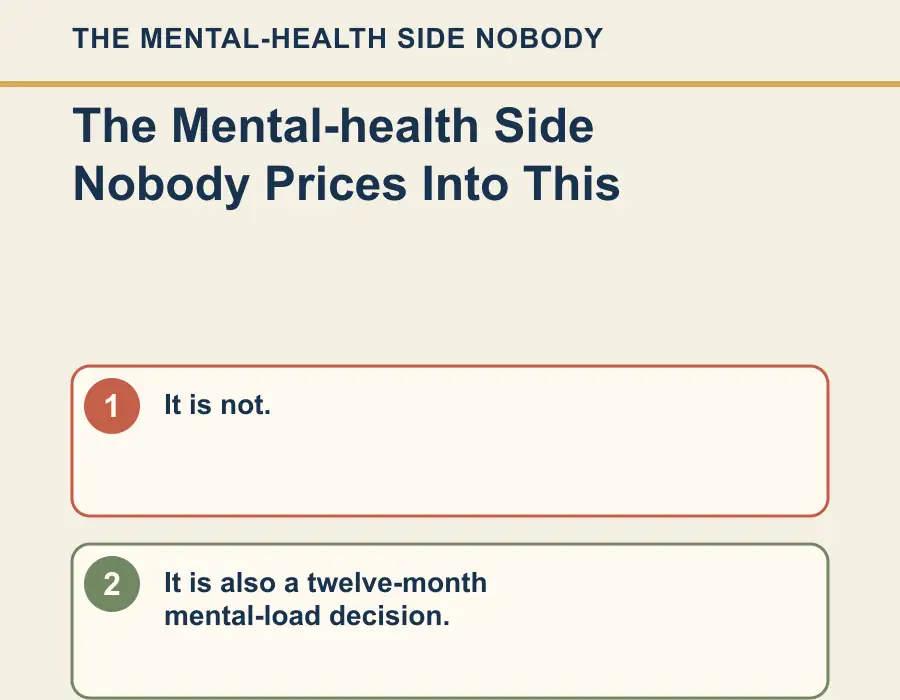 THE MENTAL-HEALTH SIDE NOBODY
The Mental-health Side
Nobody Prices Into This
1
It is not.
2
It is also a twelve-month
mental-load decision.